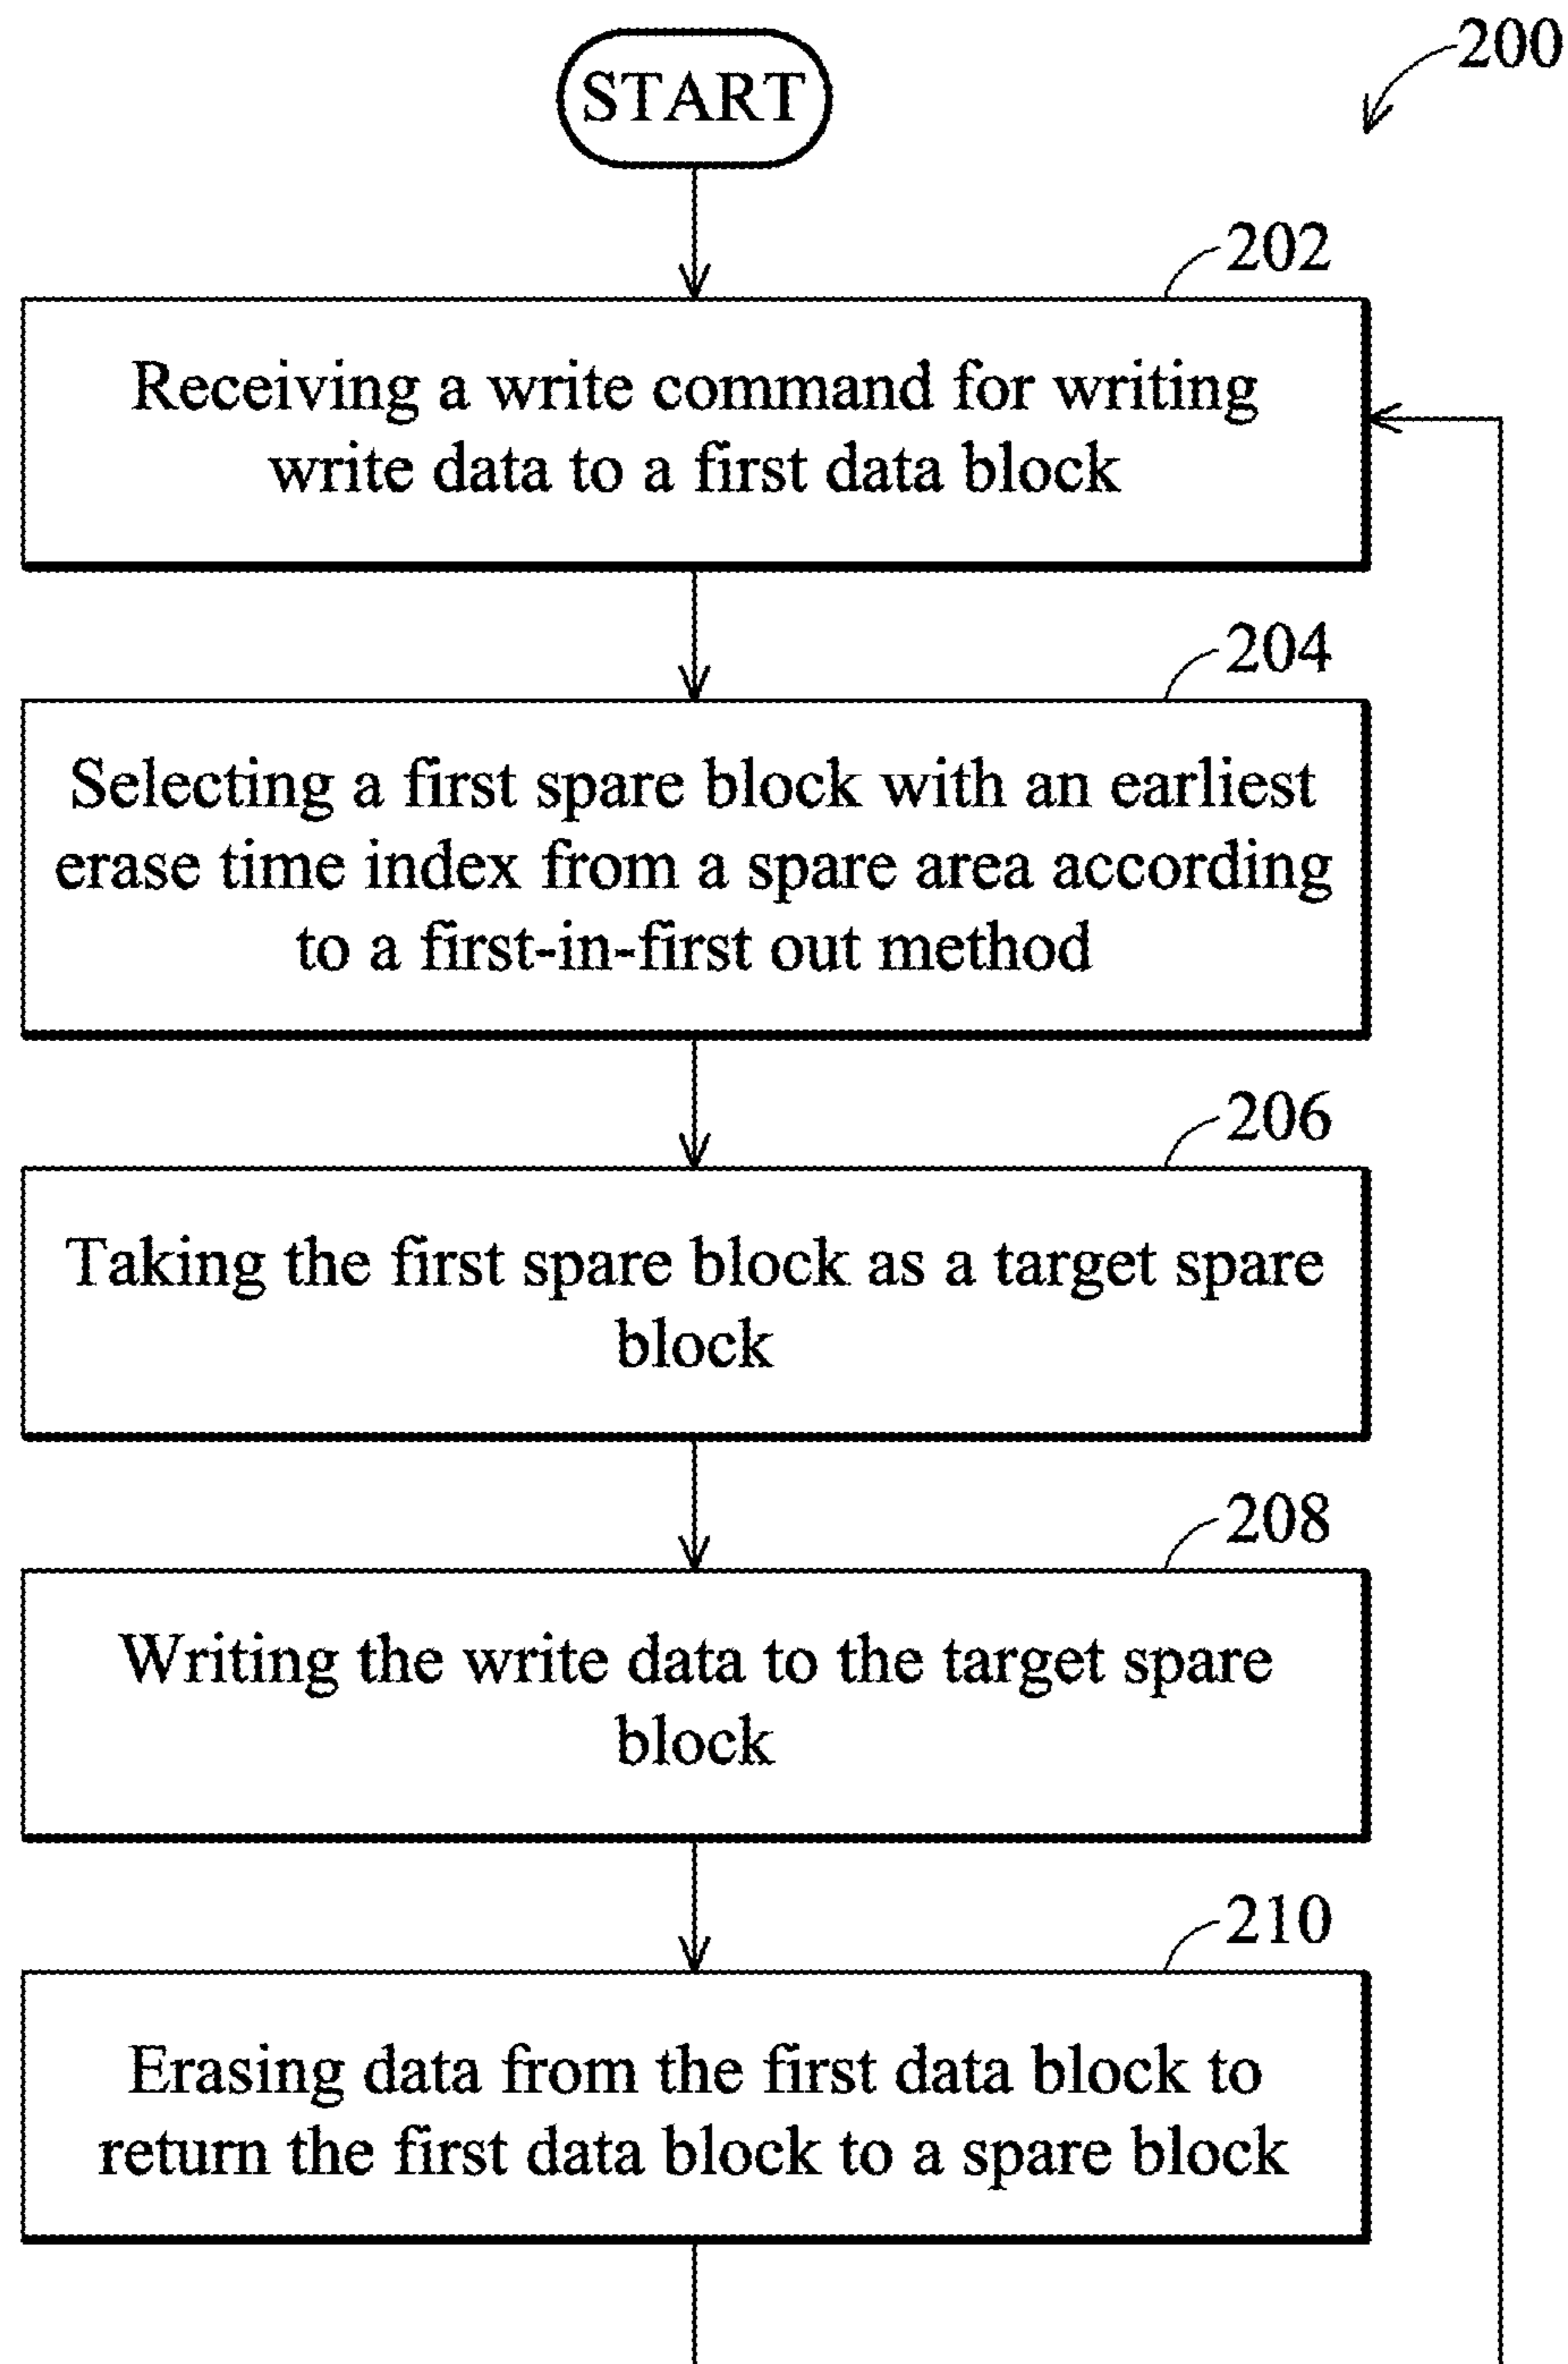 200
START
202
Receiving a write command for writing
write data to a first data block
204
Selecting a first spare block with an earliest
erase time index from a spare area according
to a first-in-first out method
206
Taking the first spare block as a target spare
block
208
Writing the write data to the target spare
block
210
Erasing data from the first data block to
return the first data block to a spare block